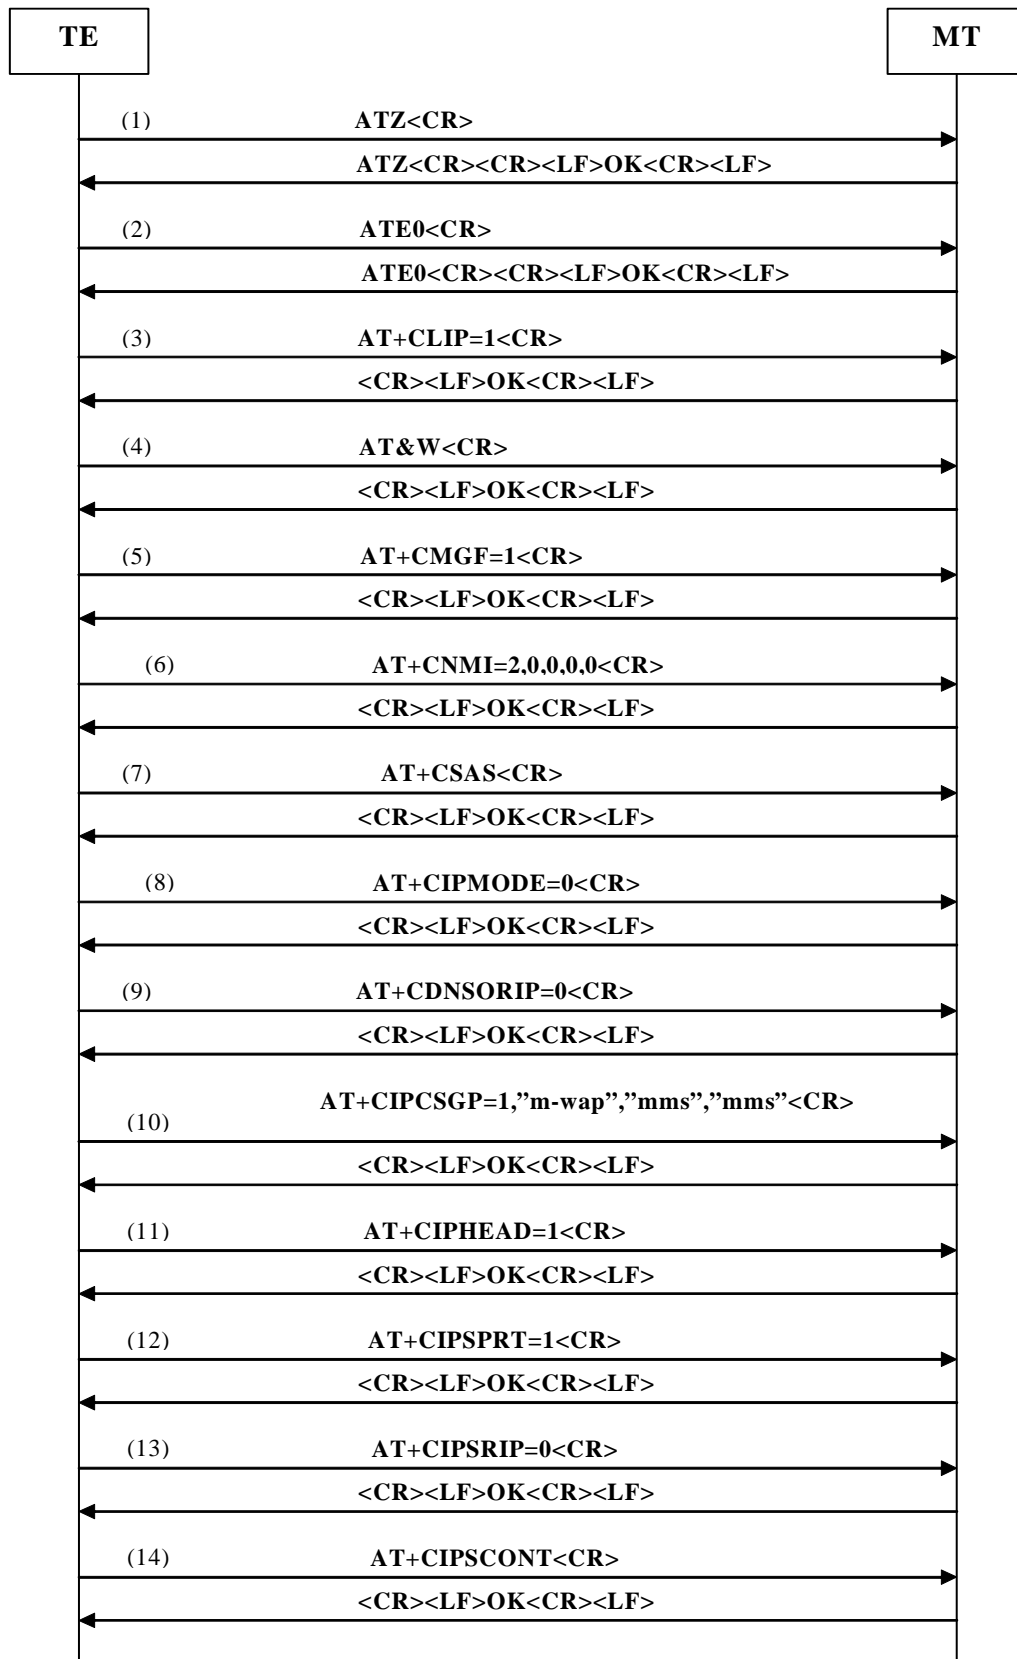 TE MT
(1) ATZ<CR>
ATZ<CR><CR><LF>OK<CR><LF>
(2) ATE0<CR>
ATE0<CR><CR><LF>OK<CR><LF>
(3) AT+CLIP=1<CR>
<CR><LF>OK<CR><LF>
(4) AT&W<CR>
<CR><LF>OK<CR><LF>
(5) AT+CMGF=1<CR>
<CR><LF>OK<CR><LF>
(6) AT+CNMI=2,0,0,0,0<CR>
<CR><LF>OK<CR><LF>
(7) AT+CSAS<CR>
<CR><LF>OK<CR><LF>
(8) AT+CIPMODE=0<CR>
<CR><LF>OK<CR><LF>
(9) AT+CDNSORIP=0<CR>
<CR><LF>OK<CR><LF>
AT+CIPCSGP=1,”m-wap”,”mms”,”mms”<CR>
(10)
<CR><LF>OK<CR><LF>
(11) AT+CIPHEAD=1<CR>
<CR><LF>OK<CR><LF>
(12) AT+CIPSPRT=1<CR>
<CR><LF>OK<CR><LF>
(13) AT+CIPSRIP=0<CR>
<CR><LF>OK<CR><LF>
(14) AT+CIPSCONT<CR>
<CR><LF>OK<CR><LF>